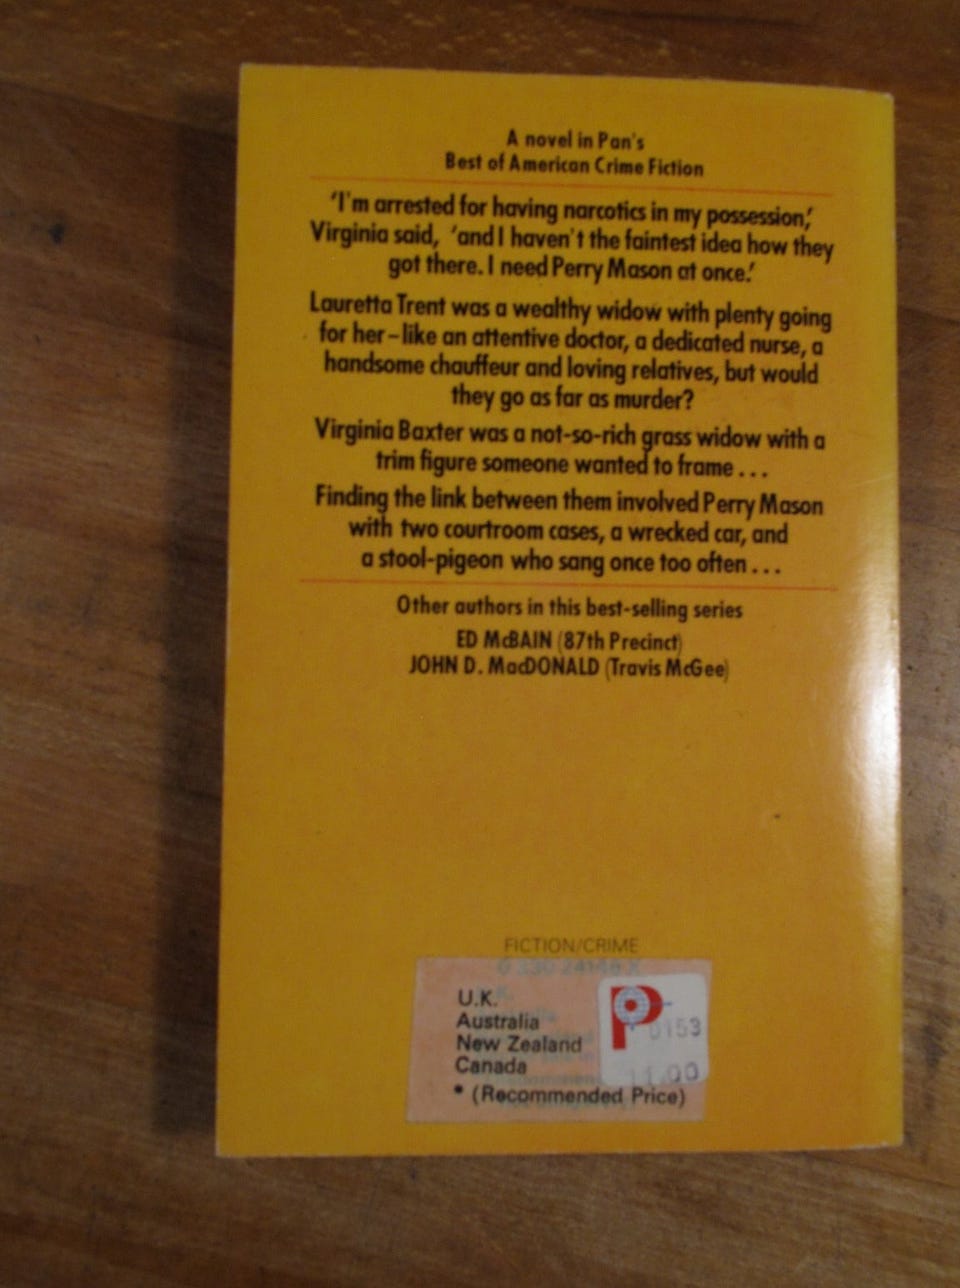 A novel in Pan's
Best of American Crime Fiction
'I'm arrested for having narcotics in my possession,'
Virginia said, 'and I haven't the faintest idea how they
got there. I need Perry Mason at once.'
Lauretta Trent was a wealthy widow with plenty going
for her–like an attentive doctor, a dedicated nurse, a
handsome chauffeur and loving relatives, but would
they go as far as murder?
Virginia Baxter was a not-so-rich grass widow with a
trim figure someone wanted to frame...
Finding the link between them involved Perry Mason
with two courtroom cases, a wrecked car, and
a stool-pigeon who sang once too often...
Other authors in this best-selling series
ED McBAIN (87th Precinct)
JOHN D. MacDONALD (Travis McGee)
FICTION/CRIME
U.K.
Australia
New Zealand
Canada
* (Recommended Price)
P
0153
11.00